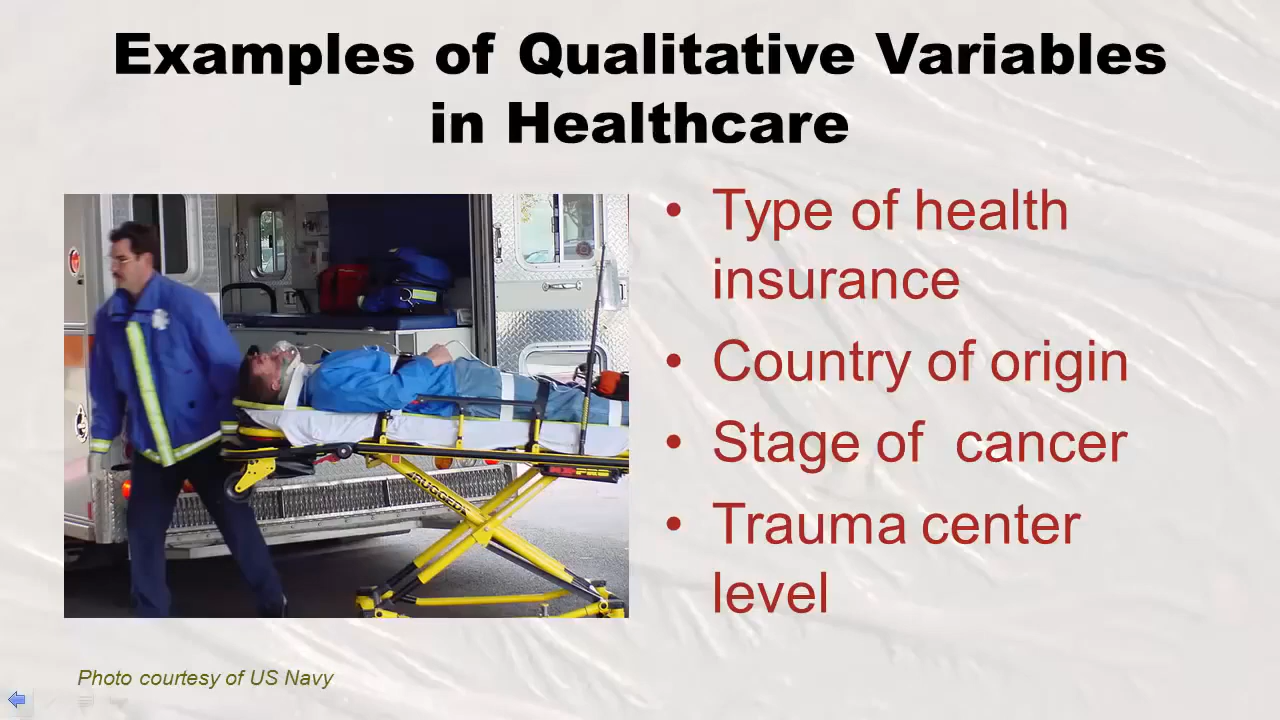 Examples of Qualitative Variables
in Healthcare
• Type of health
insurance
• Country of origin
• Stage of cancer
• Trauma center
level
RUGGED
Photo courtesy of US Navy